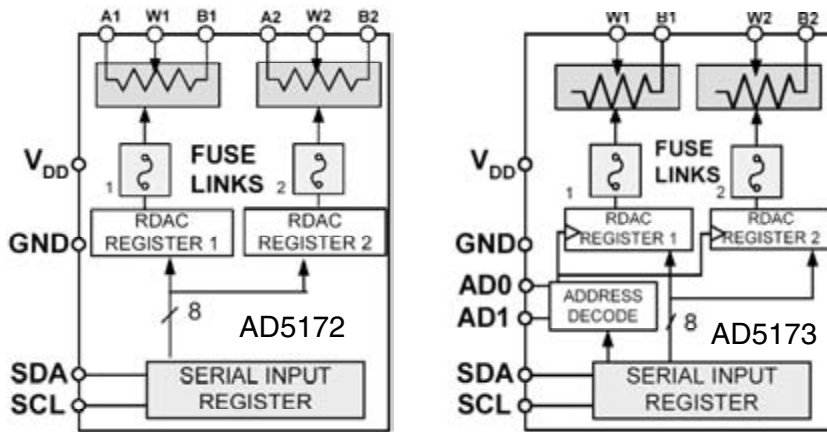 A1 W1 B1 A2 W2 B2
V_DD
1
FUSE
LINKS
2
RDAC
REGISTER 1
RDAC
REGISTER 2
GND
8
AD5172
SDA
SCL
SERIAL INPUT
REGISTER
W1 B1 W2 B2
V_DD
1
FUSE
LINKS
2
RDAC
REGISTER 1
RDAC
REGISTER 2
GND
AD0
AD1
ADDRESS
DECODE
8
AD5173
SDA
SCL
SERIAL INPUT
REGISTER